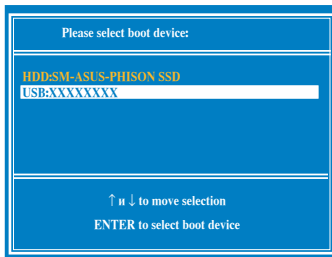 Please select boot device:
HDD:SM-ASUS-PHISON SSD
USB:XXXXXXXX
↑ и ↓ to move selection
ENTER to select boot device